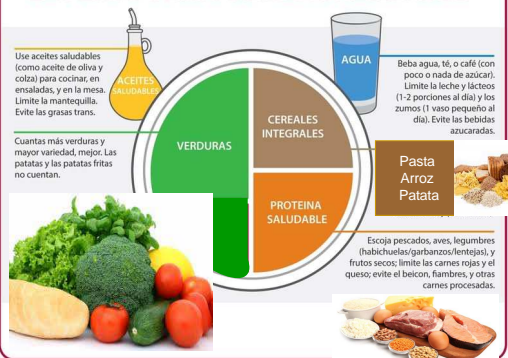 Use aceites saludables
(como aceite de oliva y
colza) para cocinar, en
ensaladas, y en la mesa.
Limite la mantequilla.
Evite las grasas trans.
ACEITES
SALUDABLES
AGUA
Beba agua, té, o café (con
poco o nada de azúcar).
Limite la leche y lácteos
(1-2 porciones al día) y los
zumos (1 vaso pequeño al
día). Evite las bebidas
azucaradas.
Cuantas más verduras y
mayor variedad, mejor. Las
patatas y las patatas fritas
no cuentan.
VERDURAS
CEREALES
INTEGRALES
Pasta
Arroz
Patata
PROTEINA
SALUDABLE
Escoja pescados, aves, legumbres
(habichuelas/garbanzos/lentejas), y
frutos secos; limite las carnes rojas y el
queso; evite el beicon, fiambres, y otras
carnes procesadas.